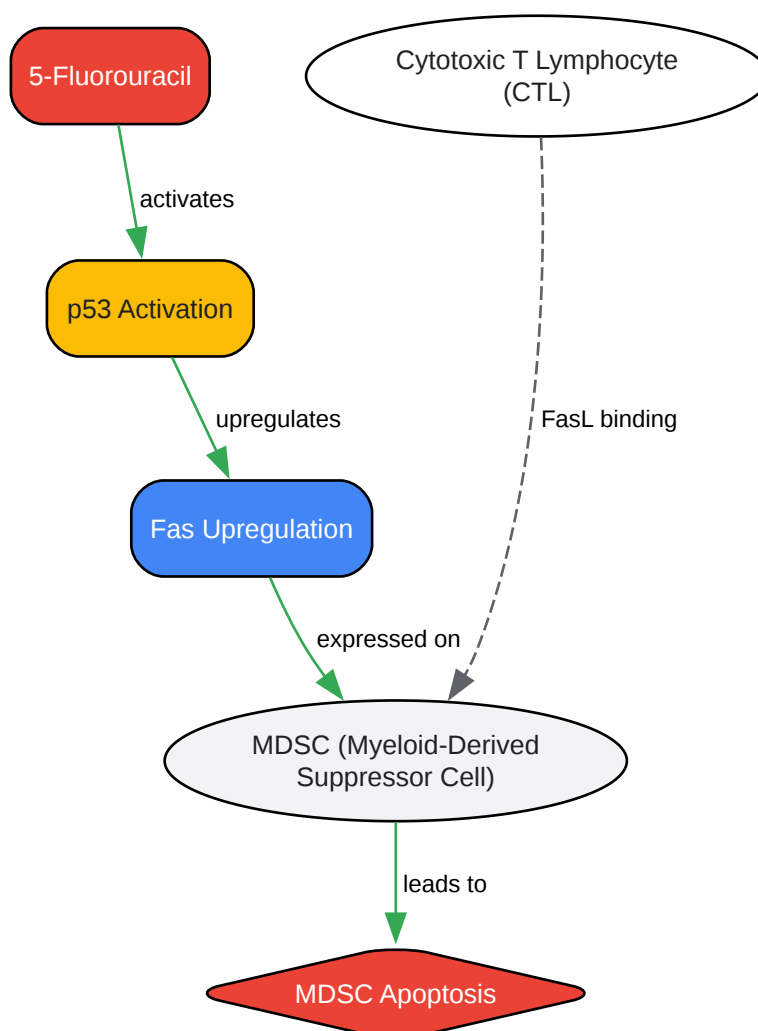 5-Fluorouracil
Cytotoxic T Lymphocyte
(CTL)
activates
p53 Activation
upregulates
FasL binding
Fas Upregulation
expressed on
MDSC (Myeloid-Derived
Suppressor Cell)
leads to
MDSC Apoptosis